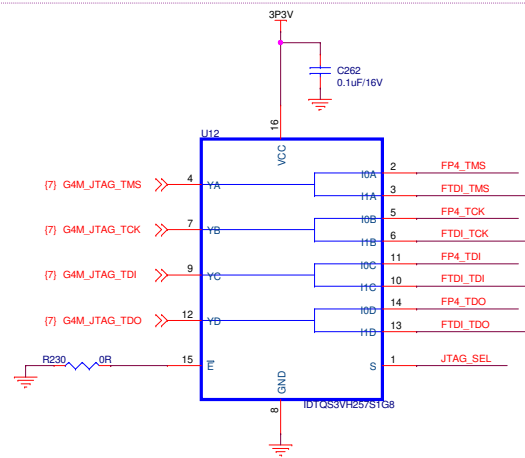 3P3V
C262
0.1uF/16V
U12
16
VCC
{7} G4M_JTAG_TMS 4 YA I0A 2 FP4_TMS
I1A 3 FTDI_TMS
{7} G4M_JTAG_TCK 7 YB I0B 5 FP4_TCK
I1B 6 FTDI_TCK
{7} G4M_JTAG_TDI 9 YC I0C 11 FP4_TDI
I1C 10 FTDI_TDI
{7} G4M_JTAG_TDO 12 YD I0D 14 FP4_TDO
I1D 13 FTDI_TDO
R230 0R 15 E S 1 JTAG_SEL
GND
8
IDTQS3VH257S1G8